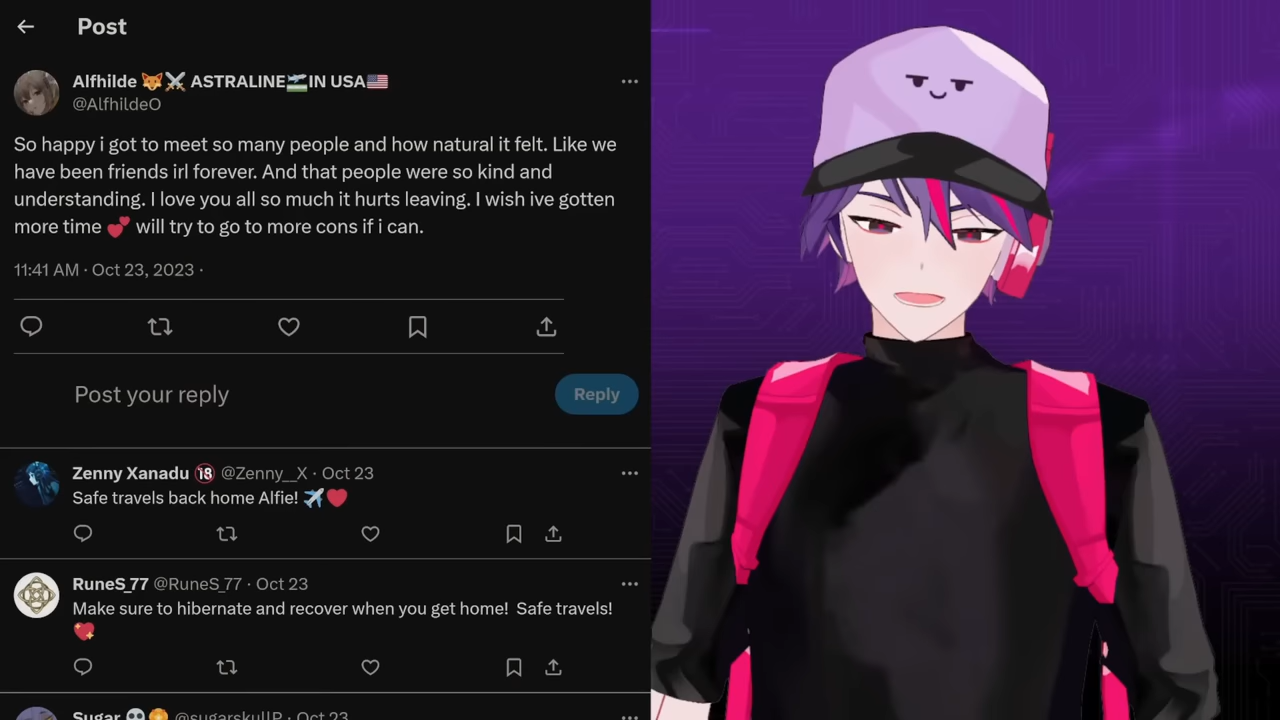 Post
Alfhilde 🦊⚔️ ASTRALINE🛫IN USA🇺🇸
@AlfhildeO
So happy i got to meet so many people and how natural it felt. Like we
have been friends irl forever. And that people were so kind and
understanding. I love you all so much it hurts leaving. I wish ive gotten
more time 💕 will try to go to more cons if i can.
11:41 AM · Oct 23, 2023 ·
Post your reply
Reply
Zenny Xanadu 🔞 @Zenny__X · Oct 23
Safe travels back home Alfie! ✈️❤️
RuneS_77 @RuneS_77 · Oct 23
Make sure to hibernate and recover when you get home!  Safe travels!
💖
Sugar 💀 @sugarskullP · Oct 23